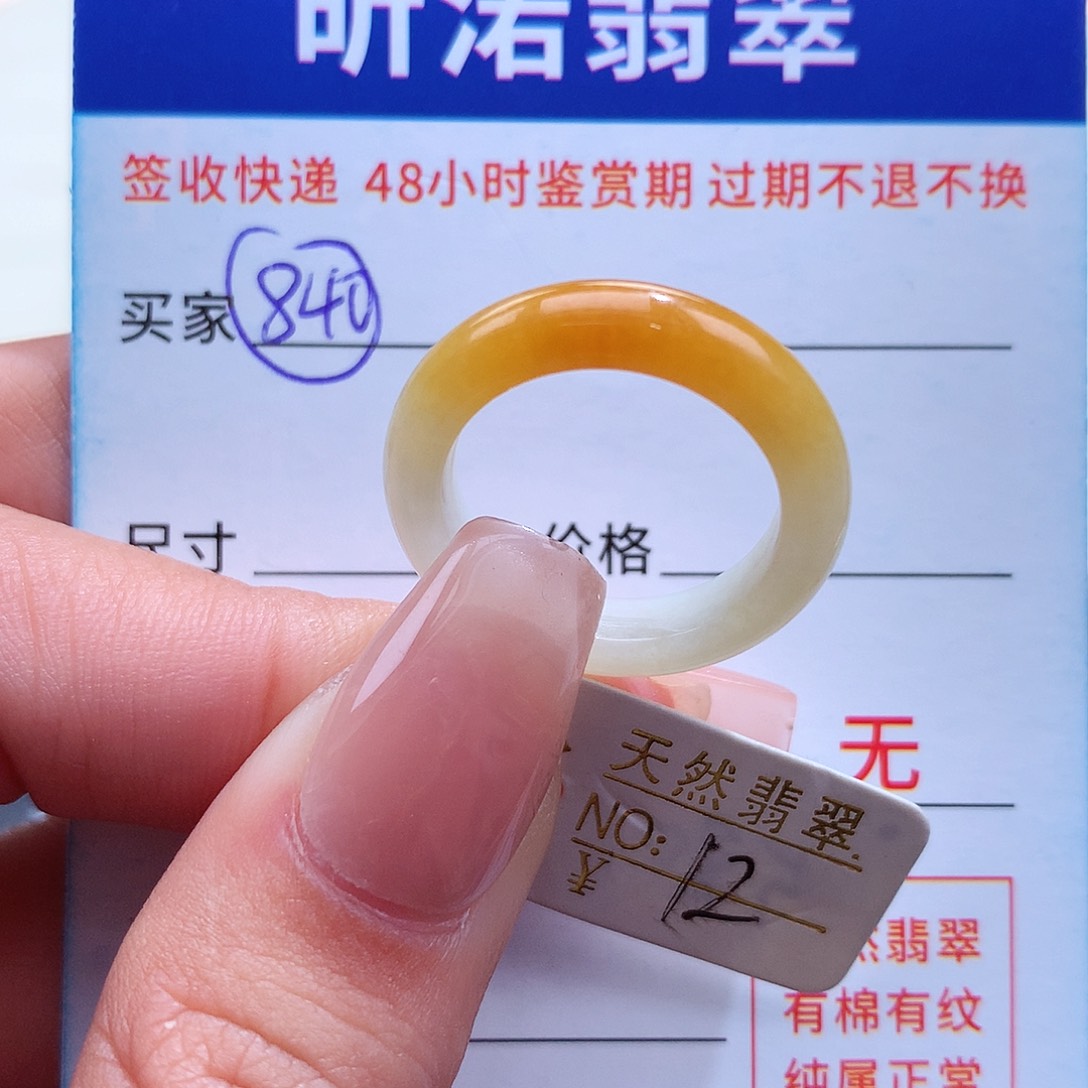 听渃翡翠
签收快递 48小时鉴赏期 过期不退不换
买家 840
尺寸
价格
无
天然翡翠
NO: 12
¥
然翡翠
有棉有纹
纯属正常